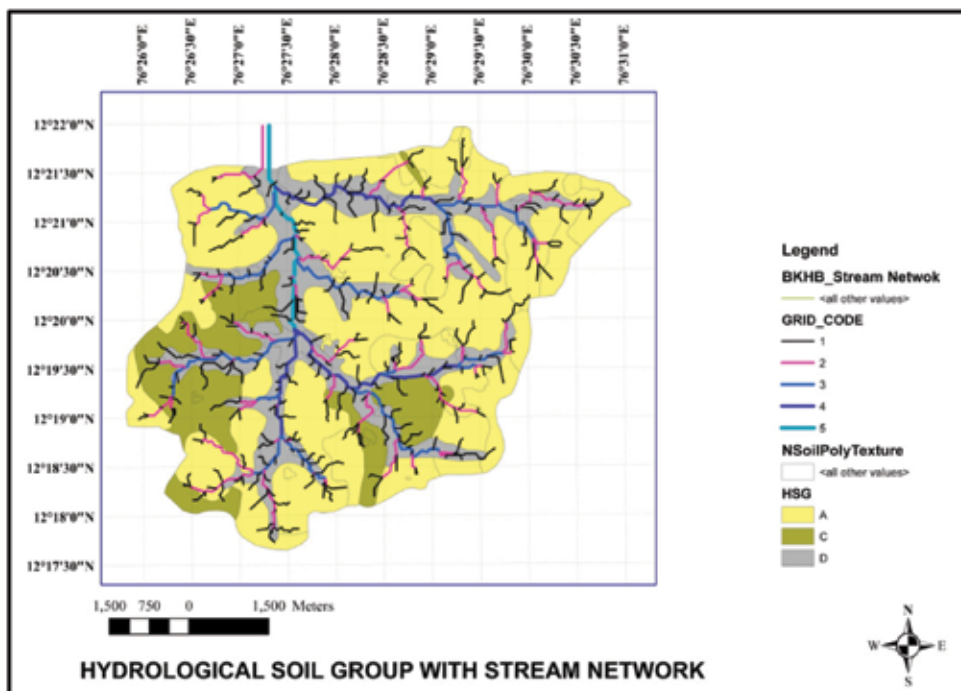 76°26'0"E
76°26'30"E
76°27'0"E
76°27'30"E
76°28'0"E
76°28'30"E
76°29'0"E
76°29'30"E
76°30'0"E
76°30'30"E
76°31'0"E
12°22'0"N
12°21'30"N
12°21'0"N
12°20'30"N
12°20'0"N
12°19'30"N
12°19'0"N
12°18'30"N
12°18'0"N
12°17'30"N
Legend
BKHB_Stream Netwok
<all other values>
GRID_CODE
1
2
3
4
5
NSoilPolyTexture
<all other values>
HSG
A
C
D
1,500 750 0 1,500 Meters
N
W E
S
HYDROLOGICAL SOIL GROUP WITH STREAM NETWORK